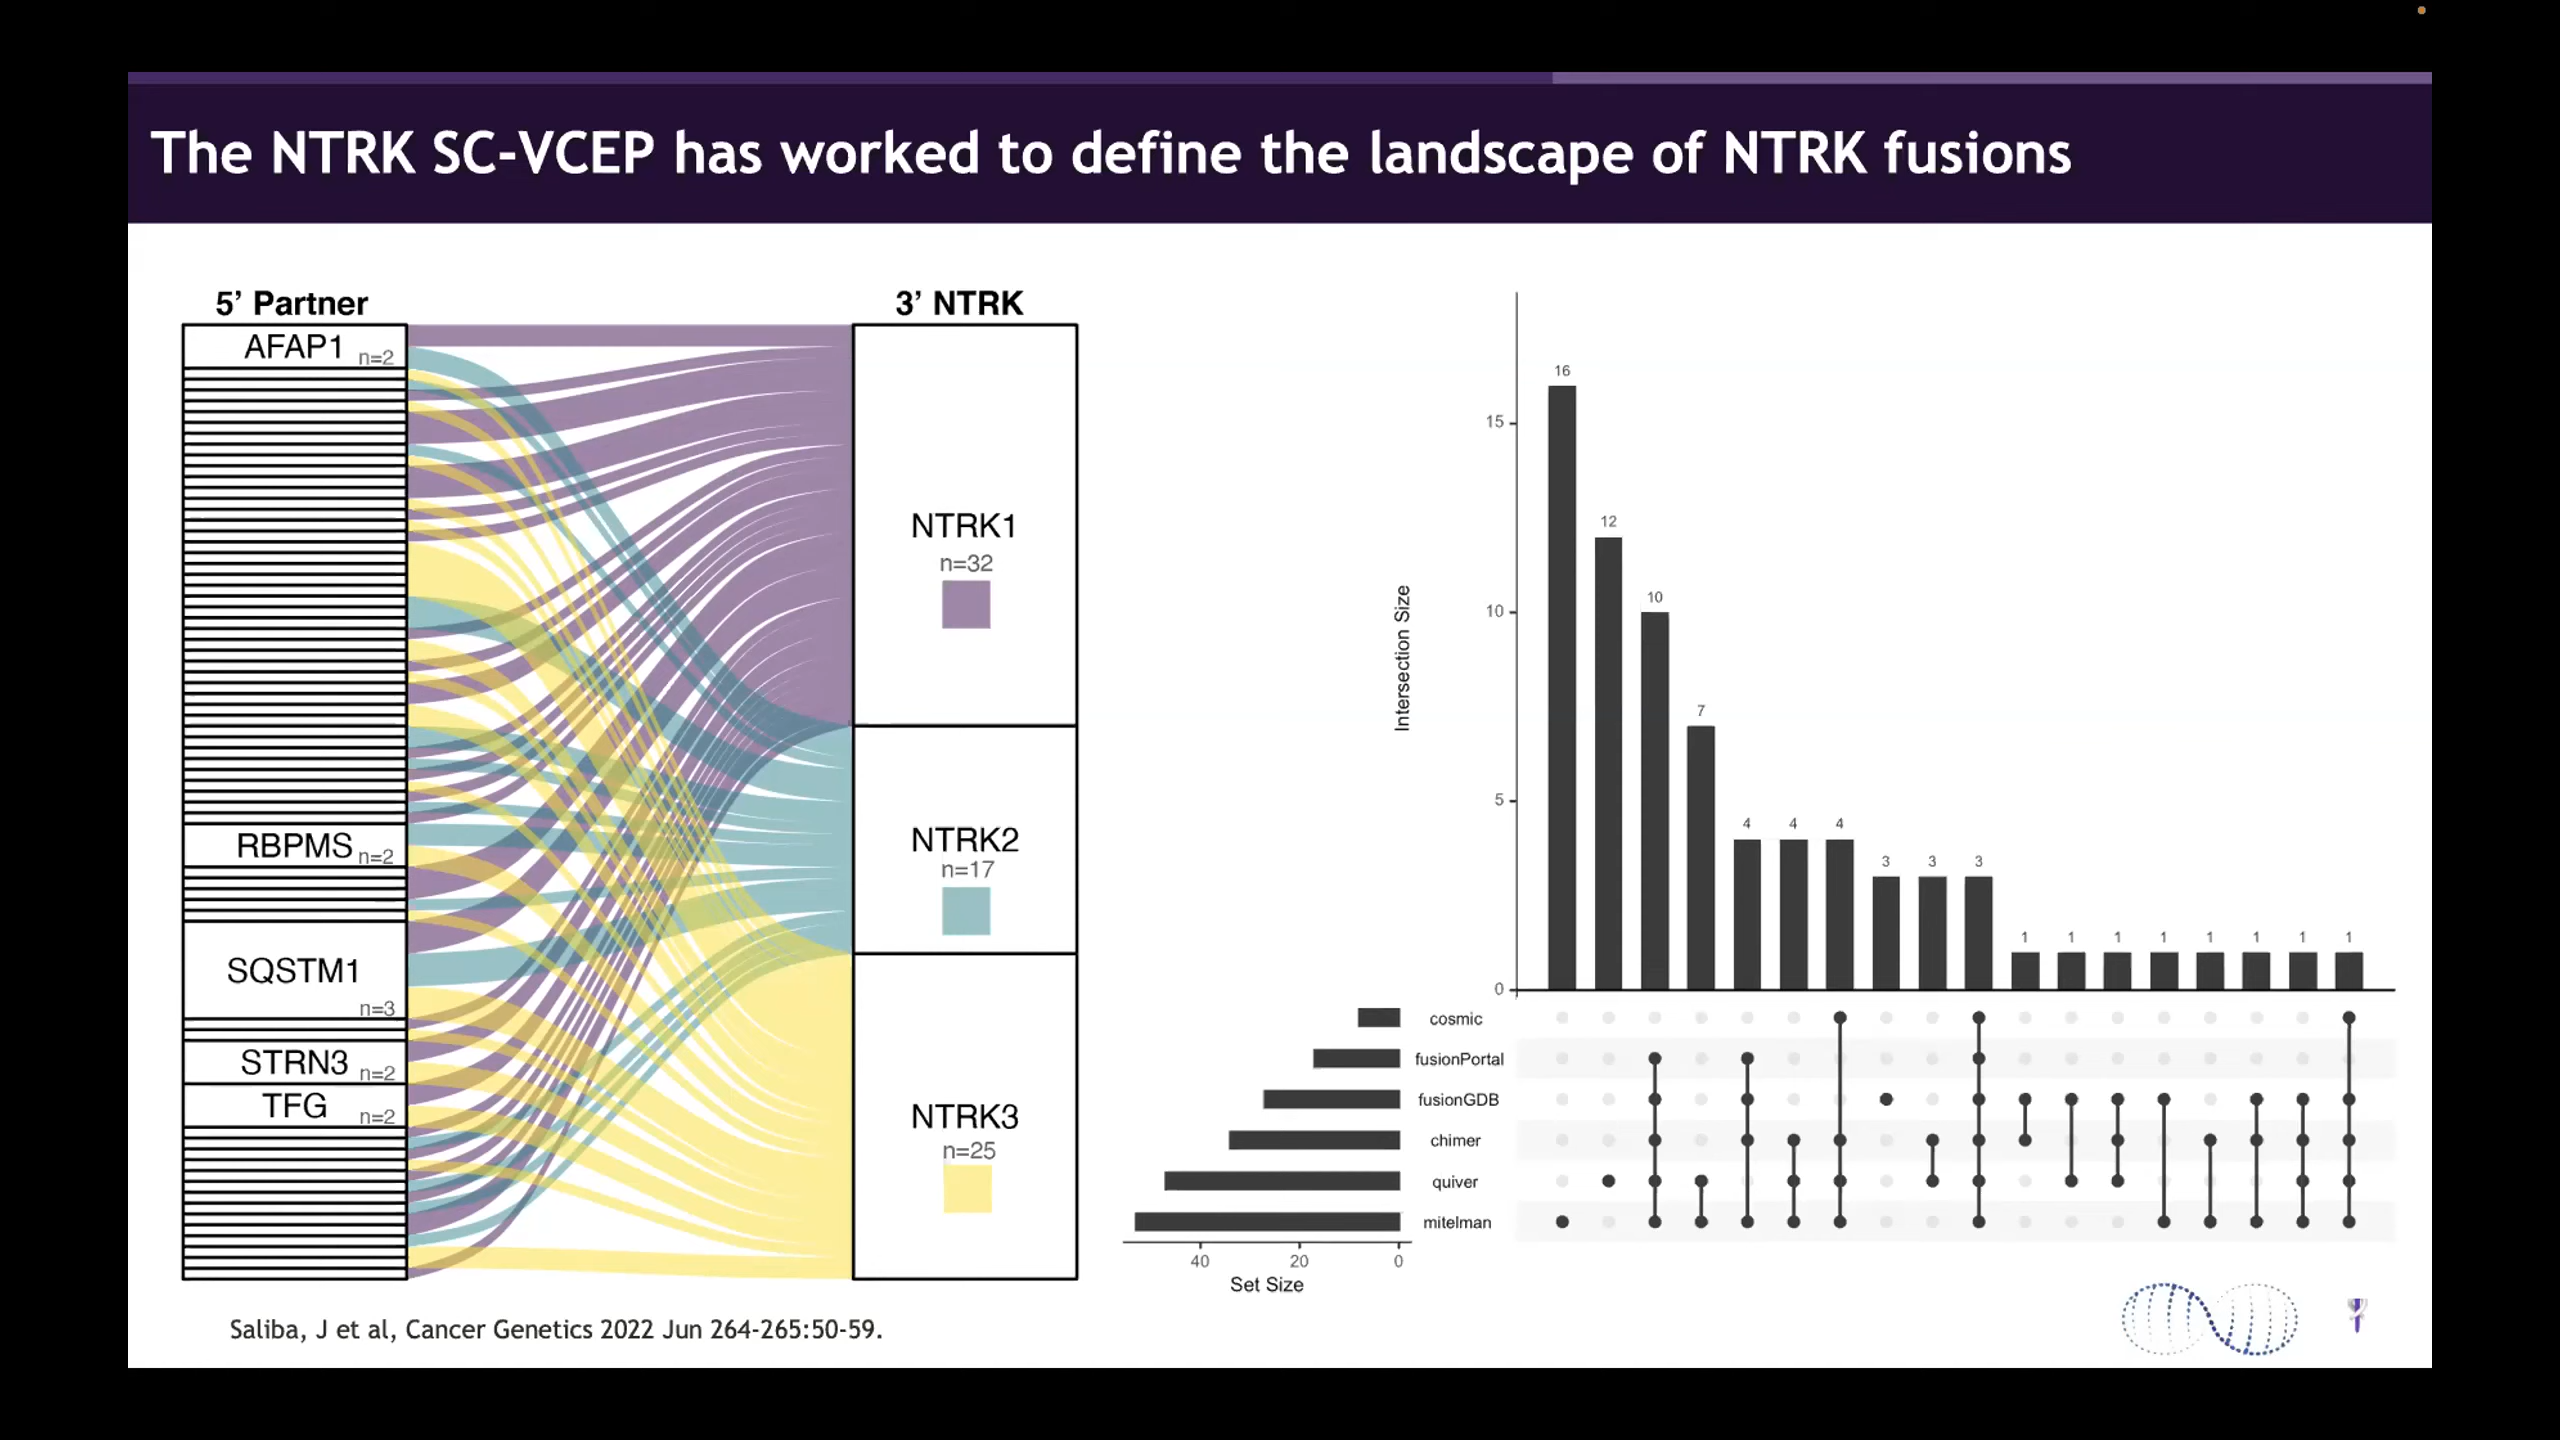 The NTRK SC-VCEP has worked to define the landscape of NTRK fusions
5’ Partner
3’ NTRK
AFAP1 n=2
RBPMS n=2
SQSTM1
n=3
STRN3 n=2
TFG n=2
NTRK1
n=32
NTRK2
n=17
NTRK3
n=25
Saliba, J et al, Cancer Genetics 2022 Jun 264-265:50-59.
Intersection Size
15
10
5
0
16
12
10
7
4
4
4
3
3
3
1
1
1
1
1
1
1
1
cosmic
fusionPortal
fusionGDB
chimer
quiver
mitelman
40 20 0
Set Size